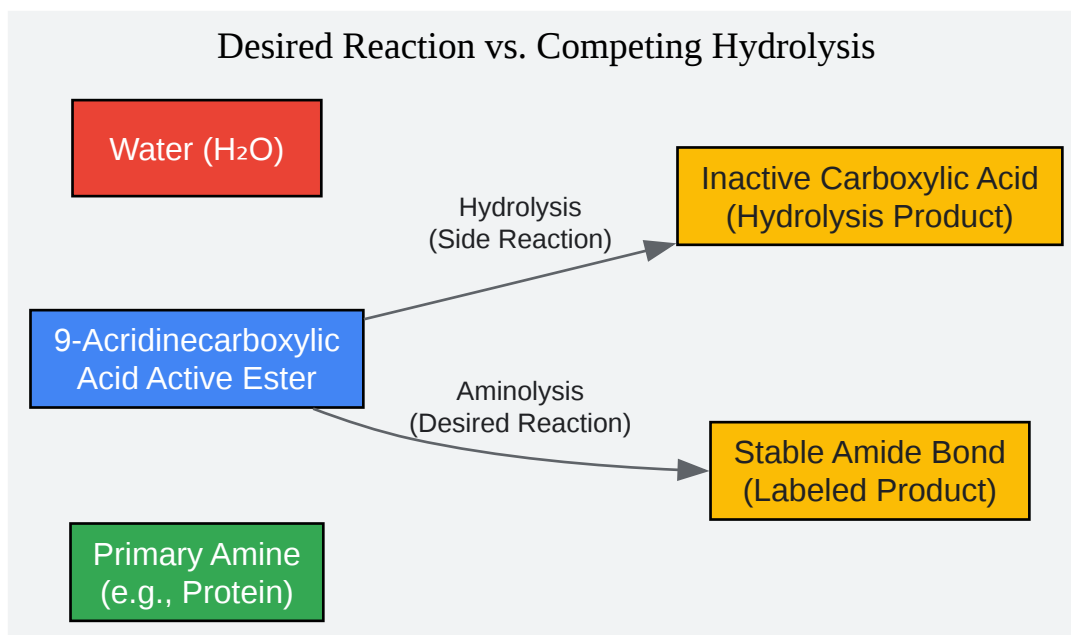 Desired Reaction vs. Competing Hydrolysis
Water (H₂O)
Inactive Carboxylic Acid
(Hydrolysis Product)
Hydrolysis
(Side Reaction)
9-Acridinecarboxylic
Acid Active Ester
Aminolysis
(Desired Reaction)
Stable Amide Bond
(Labeled Product)
Primary Amine
(e.g., Protein)